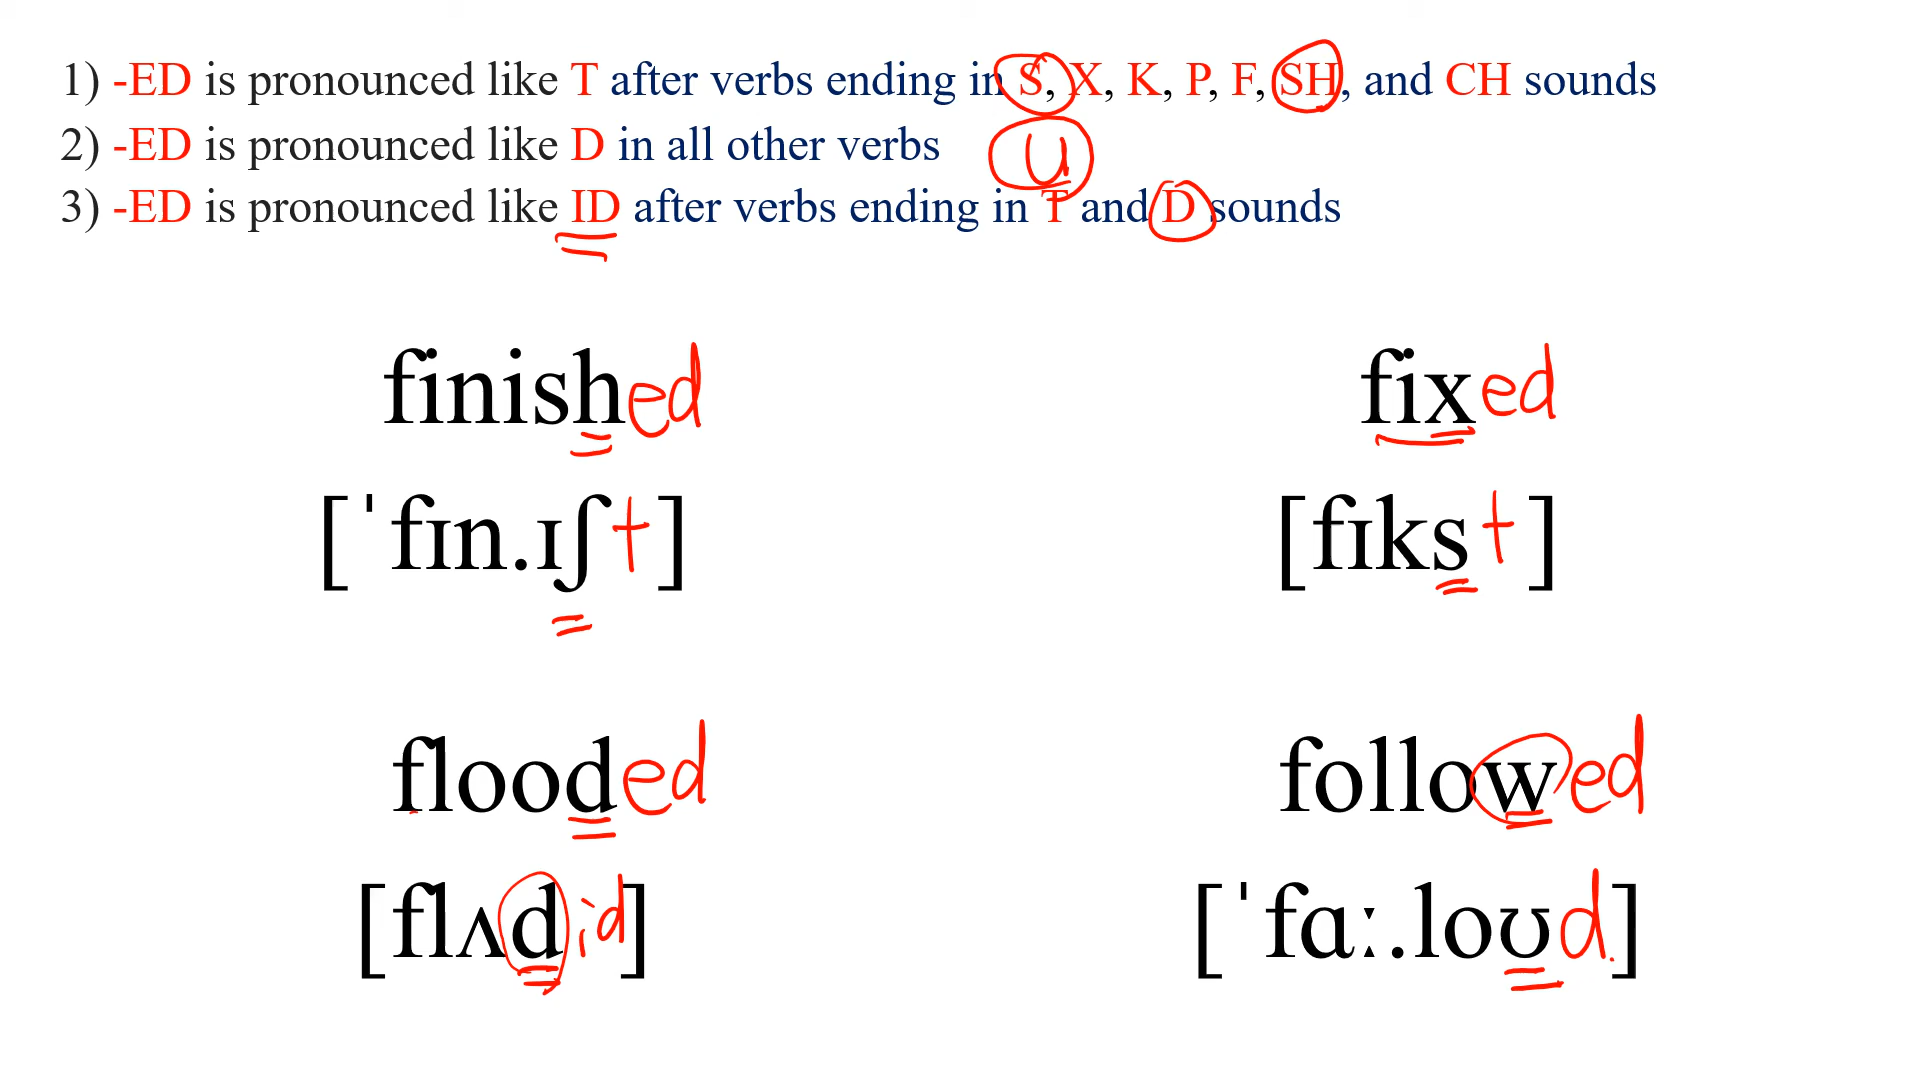 1) -ED is pronounced like T after verbs ending in S, X, K, P, F, SH, and CH sounds
2) -ED is pronounced like D in all other verbs u
3) -ED is pronounced like ID after verbs ending in T and D sounds
finished fixed
[ˈfɪn.ɪʃt] [fɪkst]
flooded followed
[flʌdid] [ˈfɑː.loʊd]